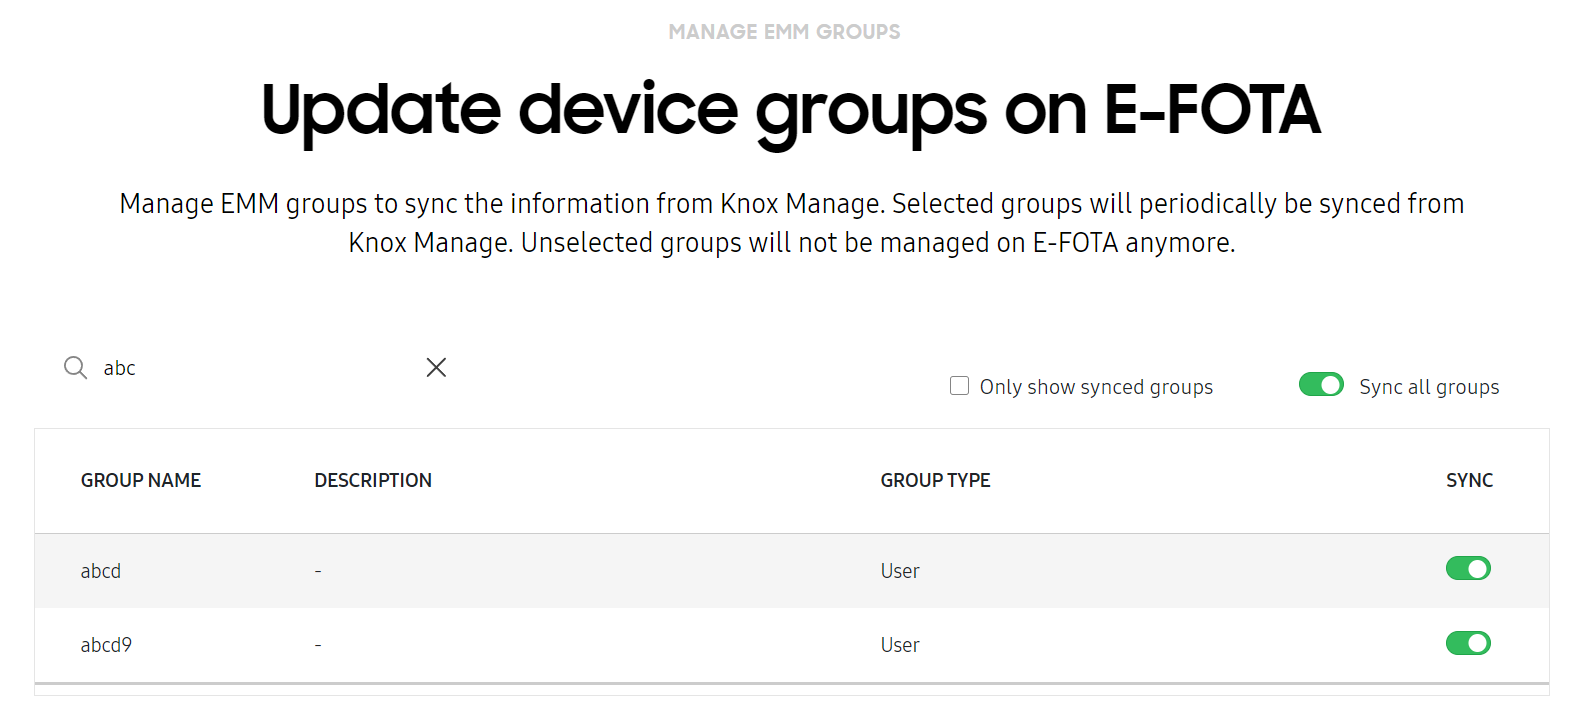 MANAGE EMM GROUPS
Update device groups on E-FOTA
Manage EMM groups to sync the information from Knox Manage. Selected groups will periodically be synced from
Knox Manage. Unselected groups will not be managed on E-FOTA anymore.
abc
Only show synced groups
Sync all groups
GROUP NAME DESCRIPTION GROUP TYPE SYNC
abcd - User
abcd9 - User